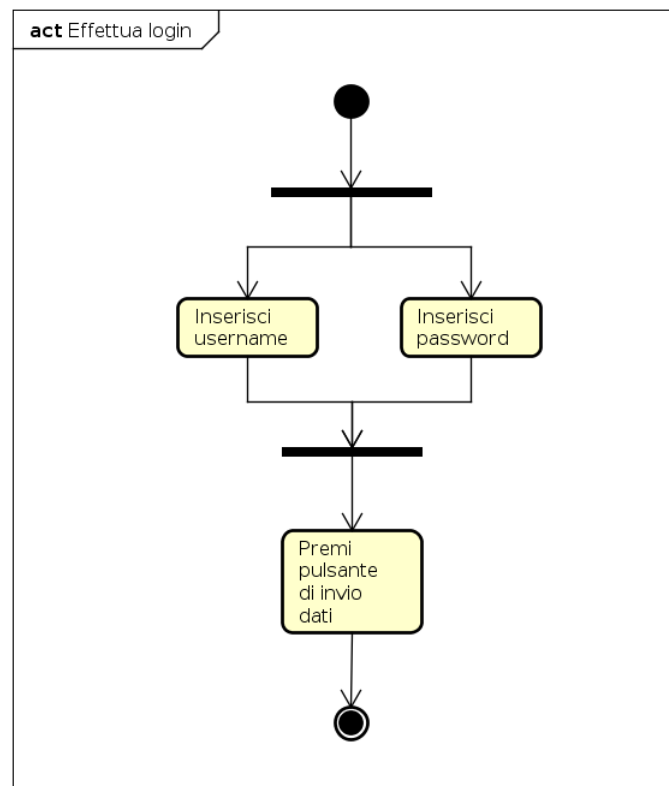 act Effettua login
Inserisci
username
Inserisci
password
Premi
pulsante
di invio
dati